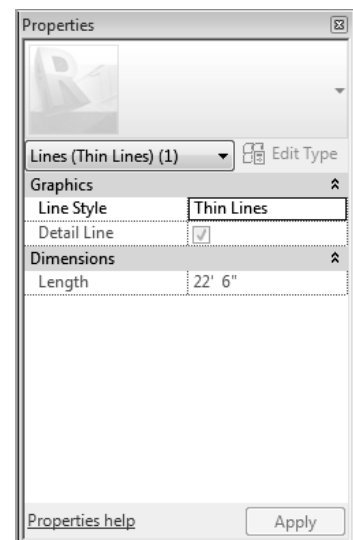 Properties
Lines (Thin Lines) (1) Edit Type
Graphics
Line Style Thin Lines
Detail Line
Dimensions
Length 22' 6"
Properties help Apply